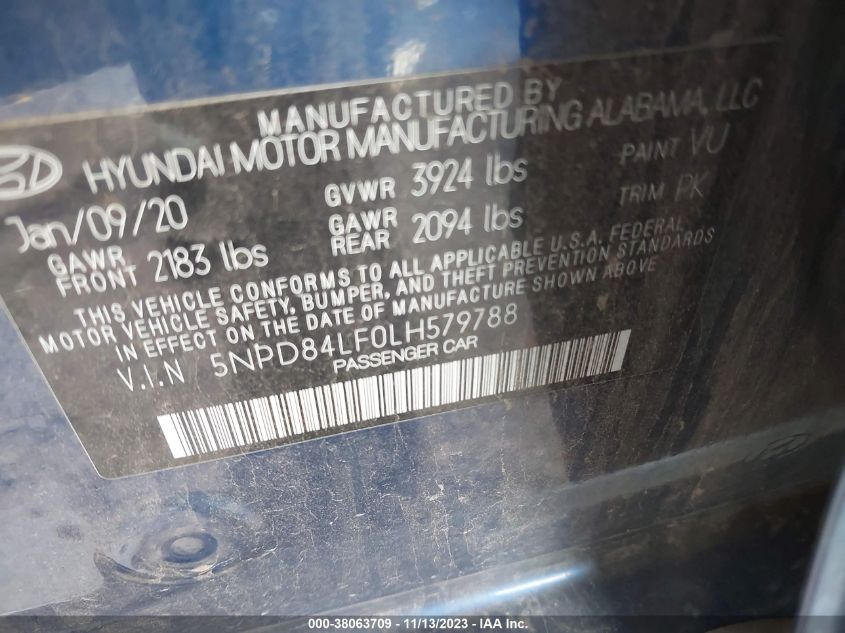 MANUFACTURED BY
HYUNDAI MOTOR MANUFACTURING ALABAMA, LLC
Jan/09/20 GVWR 3924 lbs PAINT VU
GAWR FRONT 2183 lbs GAWR REAR 2094 lbs TRIM PK
THIS VEHICLE CONFORMS TO ALL APPLICABLE U.S.A. FEDERAL
MOTOR VEHICLE SAFETY, BUMPER, AND THEFT PREVENTION STANDARDS
IN EFFECT ON THE DATE OF MANUFACTURE SHOWN ABOVE
V.I.N 5NPD84LF0LH579788
PASSENGER CAR
000-38063709 - 11/13/2023 - IAA Inc.